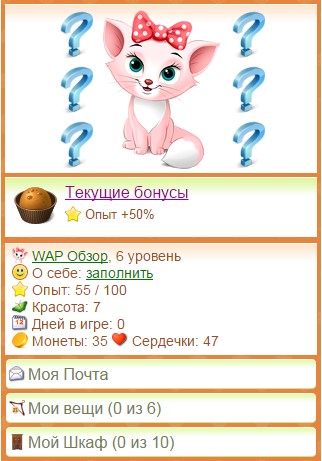 Текущие бонусы
Опыт +50%
WAP Обзор, 6 уровень
О себе: заполнить
Опыт: 55 / 100
Красота: 7
12 Дней в игре: 0
Монеты: 35 Сердечки: 47
Моя Почта
Мои вещи (0 из 6)
Мой Шкаф (0 из 10)